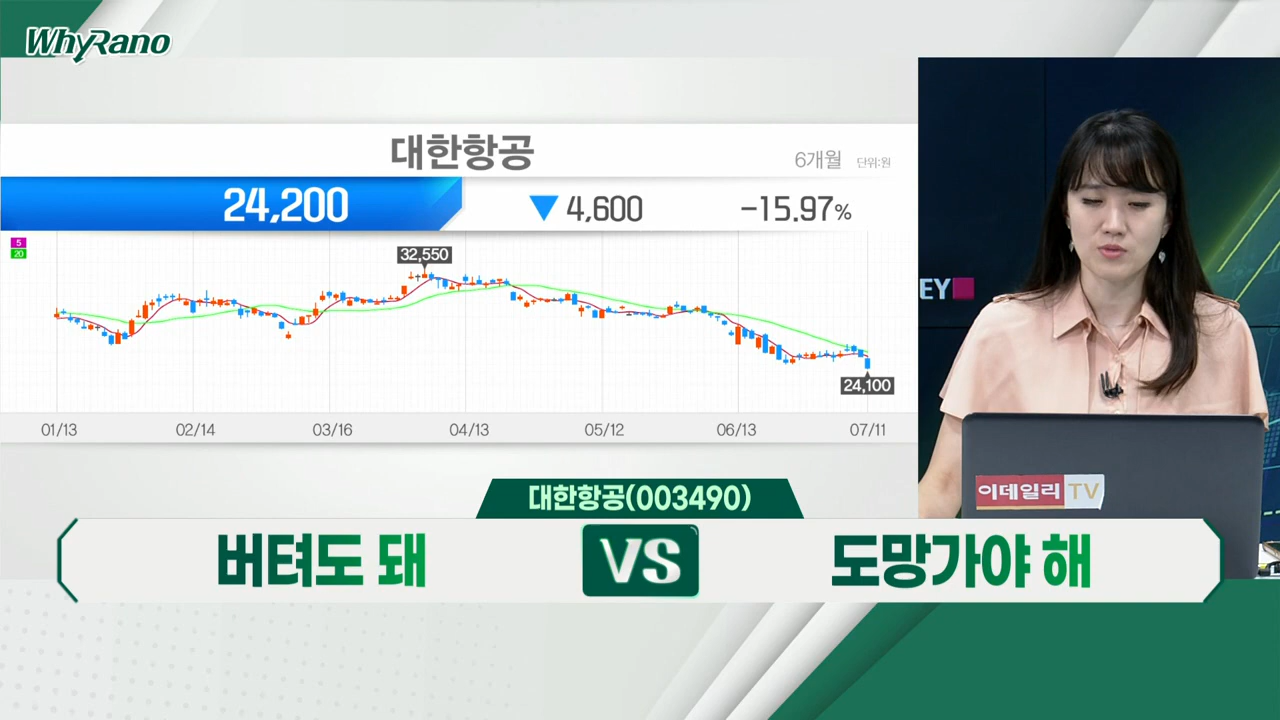 WhyRano
대한항공
6개월 단위:원
24,200 ▼ 4,600 -15.97%
5
20
32,550
24,100
01/13 02/14 03/16 04/13 05/12 06/13 07/11
EY
이데일리 TV
대한항공(003490)
버텨도 돼 VS 도망가야 해